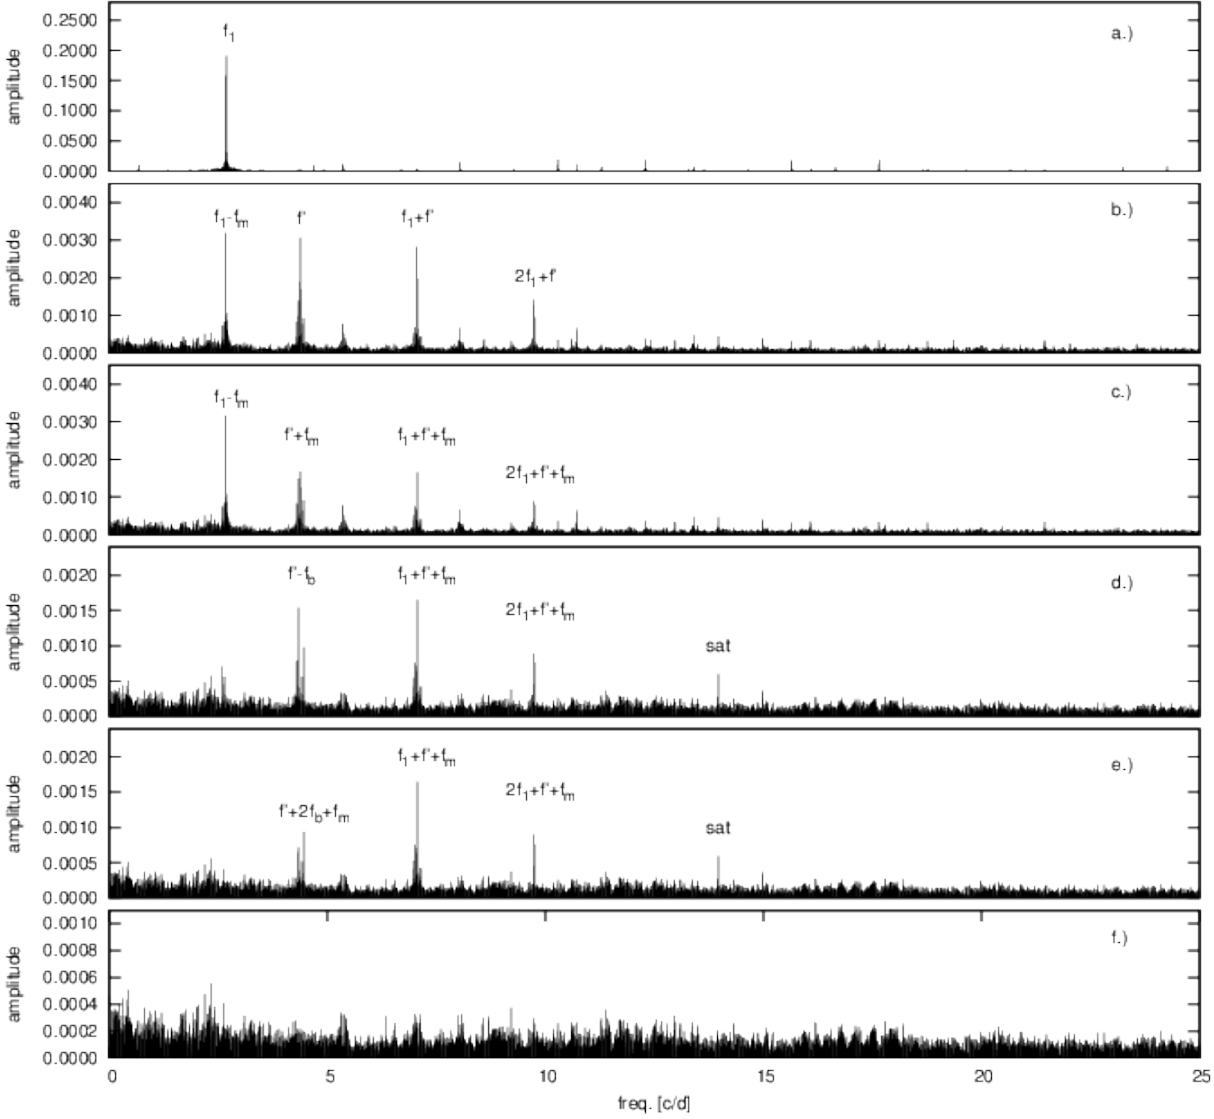 0.2500
0.2000
0.1500
0.1000
0.0500
0.0000
amplitude
f1
a.)
0.0040
0.0030
0.0020
0.0010
0.0000
amplitude
f1-fm
f'
f1+f'
2f1+f'
b.)
0.0040
0.0030
0.0020
0.0010
0.0000
amplitude
f1-fm
f'+fm
f1+f'+fm
2f1+f'+fm
c.)
0.0020
0.0015
0.0010
0.0005
0.0000
amplitude
f'-fb
f1+f'+fm
2f1+f'+fm
sat
d.)
0.0020
0.0015
0.0010
0.0005
0.0000
amplitude
f'+2fb+fm
f1+f'+fm
2f1+f'+fm
sat
e.)
0.0010
0.0008
0.0006
0.0004
0.0002
0.0000
amplitude
f.)
0 5 10 15 20 25
freq. [c/d]